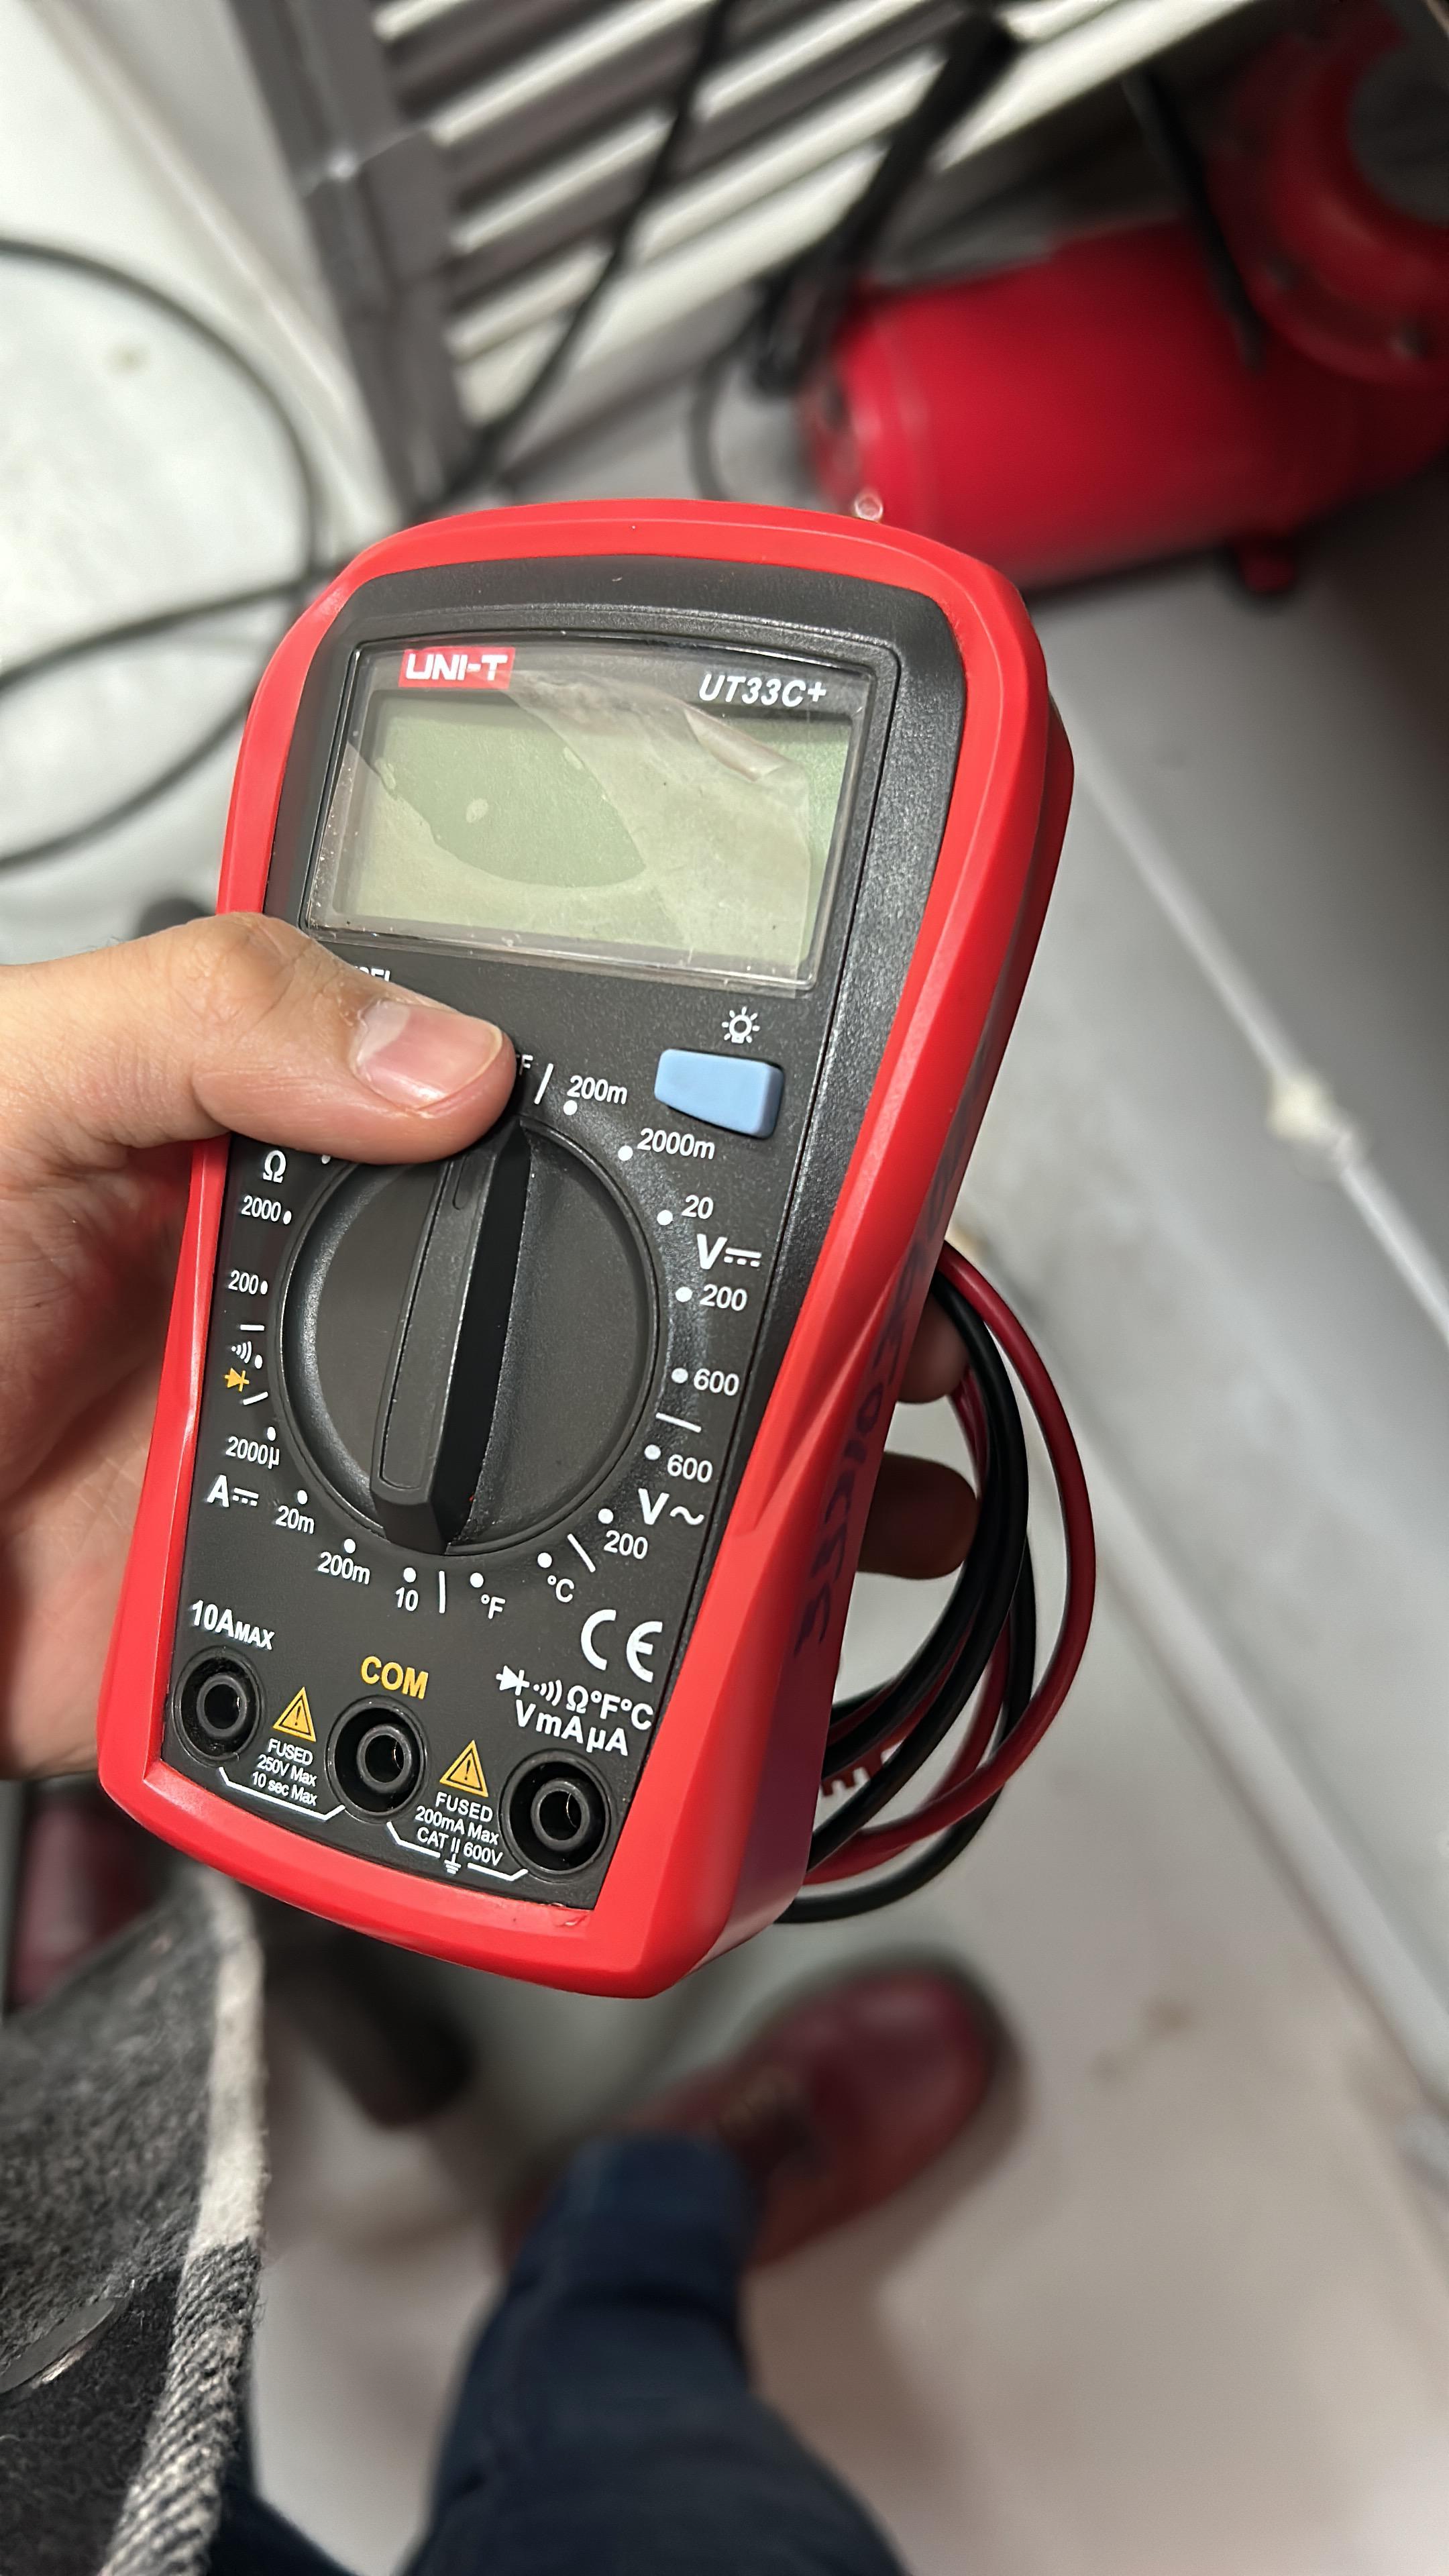 UNI-T
UT33C+
200m
2000m
20
V
200
600
600
V~
200
°C
°F
10
200m
20m
A
2000µ
200
2000
Ω
CE
10AMAX
COM
Ω°F°C
VmAµA
FUSED
250V Max
10 sec Max
FUSED
200mA Max
CAT II 600V